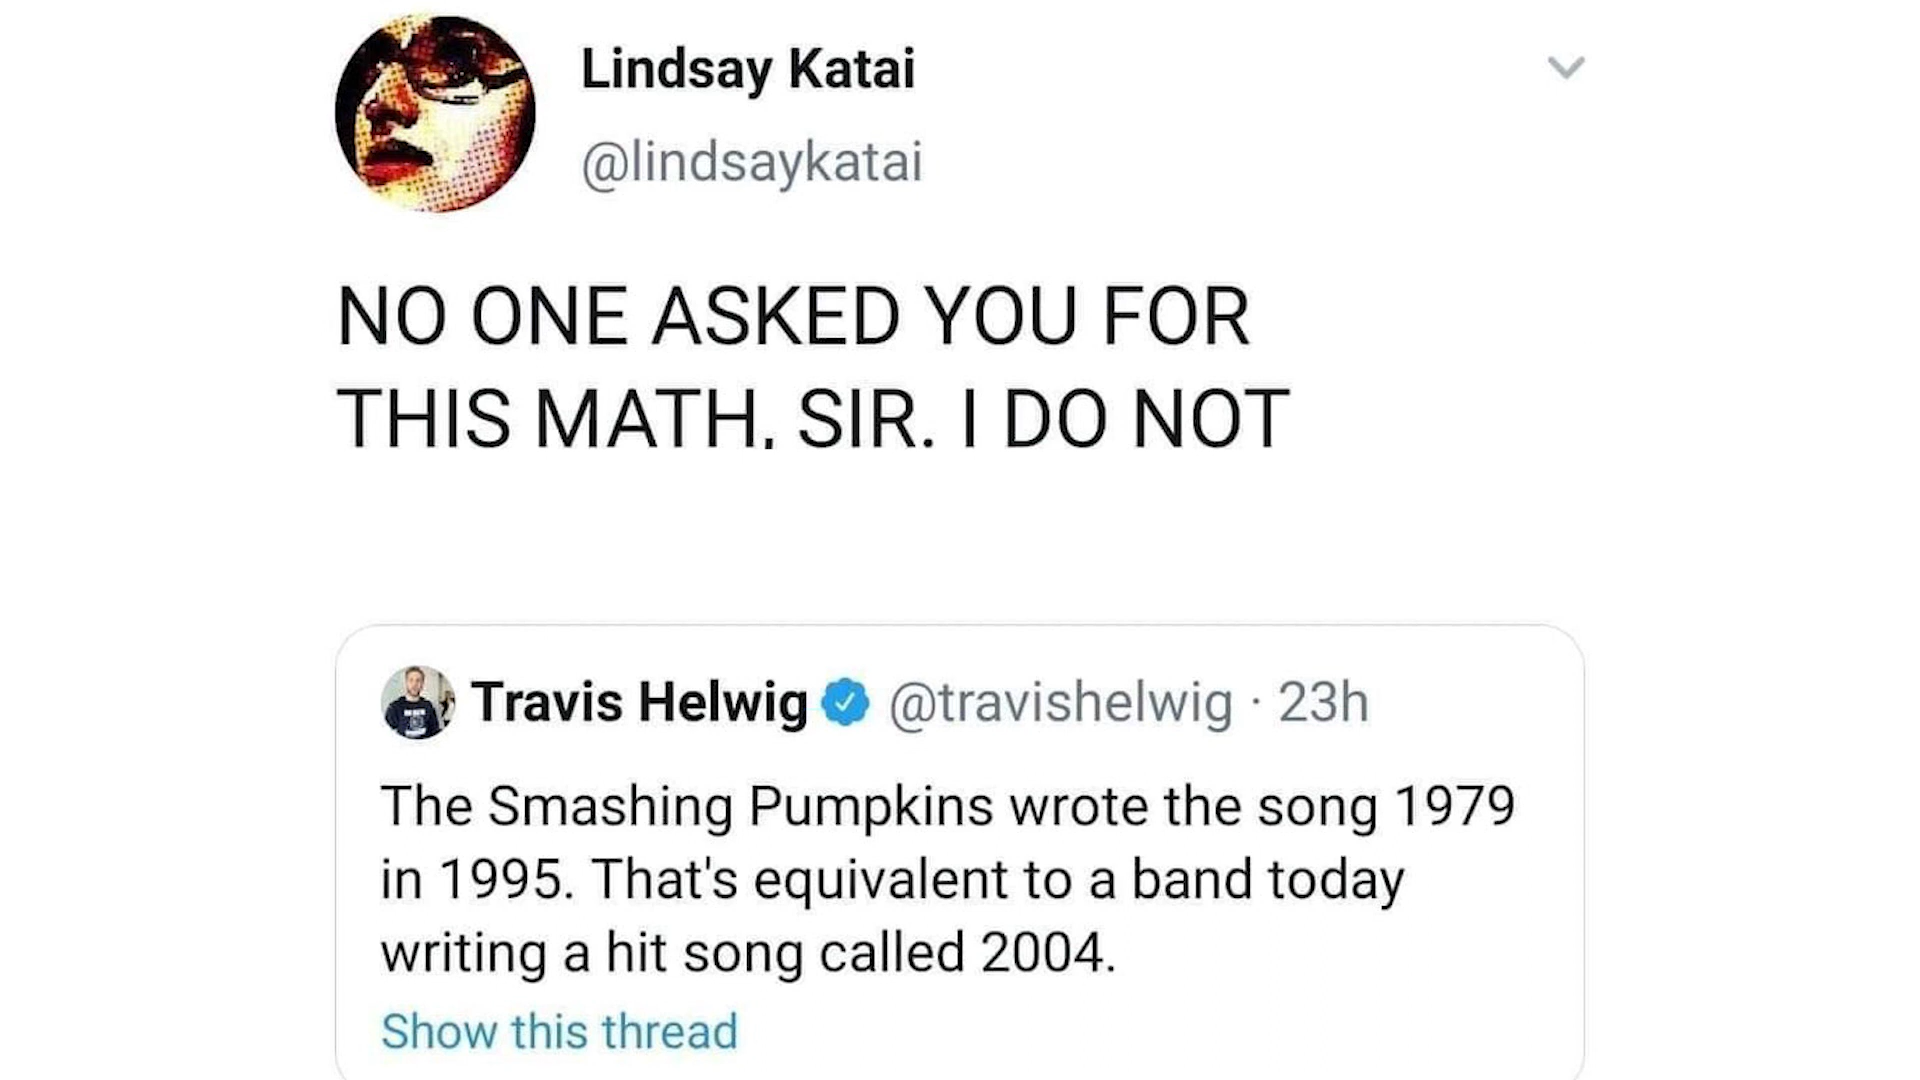 Lindsay Katai
@lindsaykatai
NO ONE ASKED YOU FOR
THIS MATH, SIR. I DO NOT
Travis Helwig @travishelwig · 23h
The Smashing Pumpkins wrote the song 1979
in 1995. That's equivalent to a band today
writing a hit song called 2004.
Show this thread